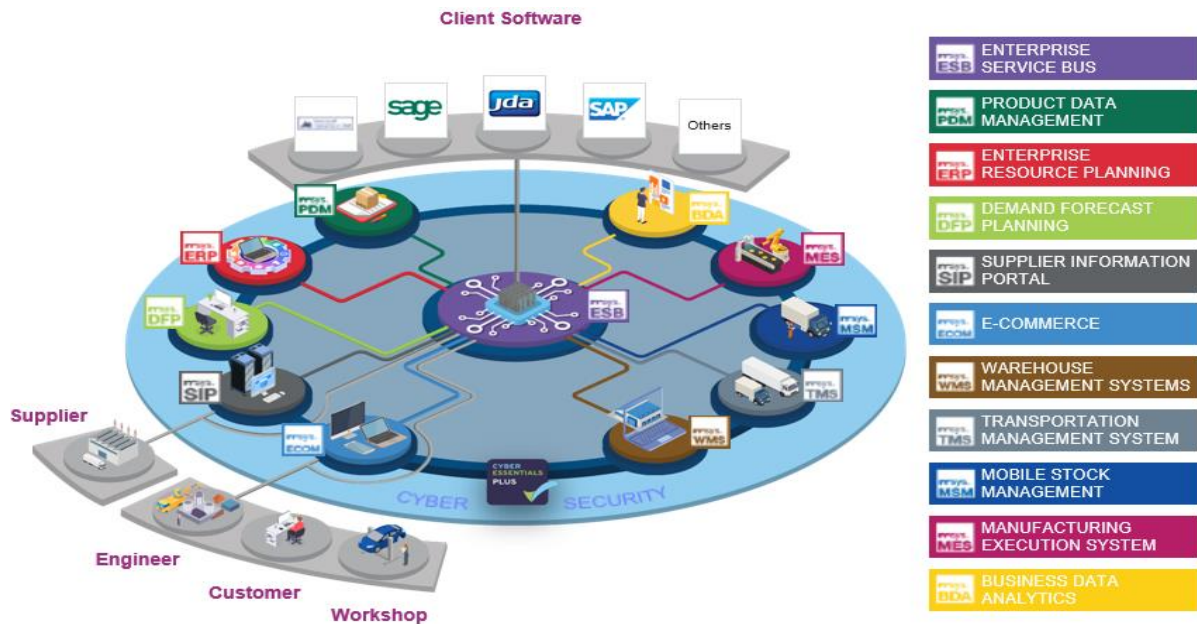 Client Software
sage
jda
SAP
Others
PDM
BDA
ERP
MES
DFP
ESB
MSM
SIP
TMS
ECOM
WMS
CYBER
ESSENTIALS
PLUS
CYBER SECURITY
Supplier
Engineer
Customer
Workshop
ESB
ENTERPRISE
SERVICE BUS
PDM
PRODUCT DATA
MANAGEMENT
ERP
ENTERPRISE
RESOURCE PLANNING
DFP
DEMAND FORECAST
PLANNING
SIP
SUPPLIER INFORMATION
PORTAL
ECOM
E-COMMERCE
WMS
WAREHOUSE
MANAGEMENT SYSTEMS
TMS
TRANSPORTATION
MANAGEMENT SYSTEM
MSM
MOBILE STOCK
MANAGEMENT
MES
MANUFACTURING
EXECUTION SYSTEM
BDA
BUSINESS DATA
ANALYTICS